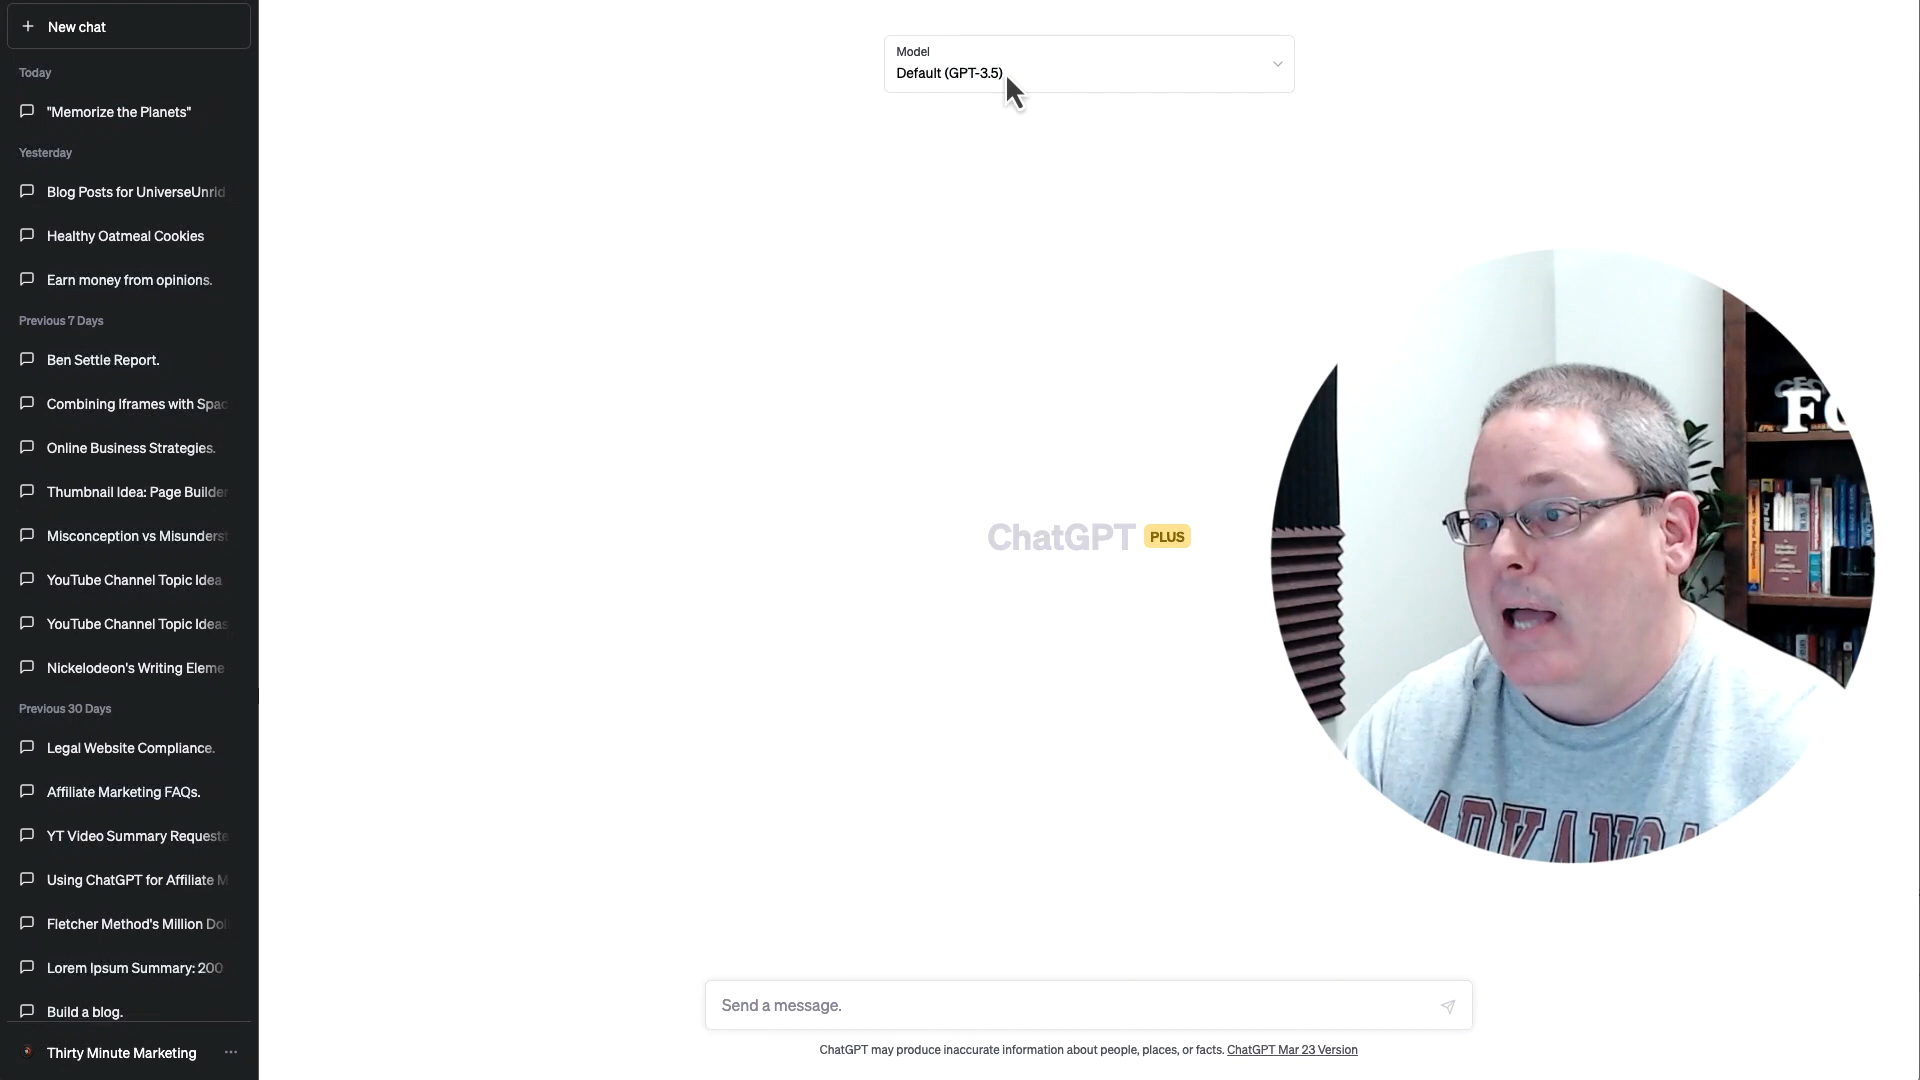 New chat
Today
"Memorize the Planets"
Yesterday
Blog Posts for UniverseUnrid
Healthy Oatmeal Cookies
Earn money from opinions.
Previous 7 Days
Ben Settle Report.
Combining Iframes with Spac
Online Business Strategies.
Thumbnail Idea: Page Builder
Misconception vs Misunderst
YouTube Channel Topic Idea
YouTube Channel Topic Ideas
Nickelodeon's Writing Eleme
Previous 30 Days
Legal Website Compliance.
Affiliate Marketing FAQs.
YT Video Summary Requeste
Using ChatGPT for Affiliate M
Fletcher Method's Million Dol
Lorem Ipsum Summary: 200
Build a blog.
Thirty Minute Marketing
Model
Default (GPT-3.5)
ChatGPT PLUS
ARKANSA
Send a message.
ChatGPT may produce inaccurate information about people, places, or facts. ChatGPT Mar 23 Version